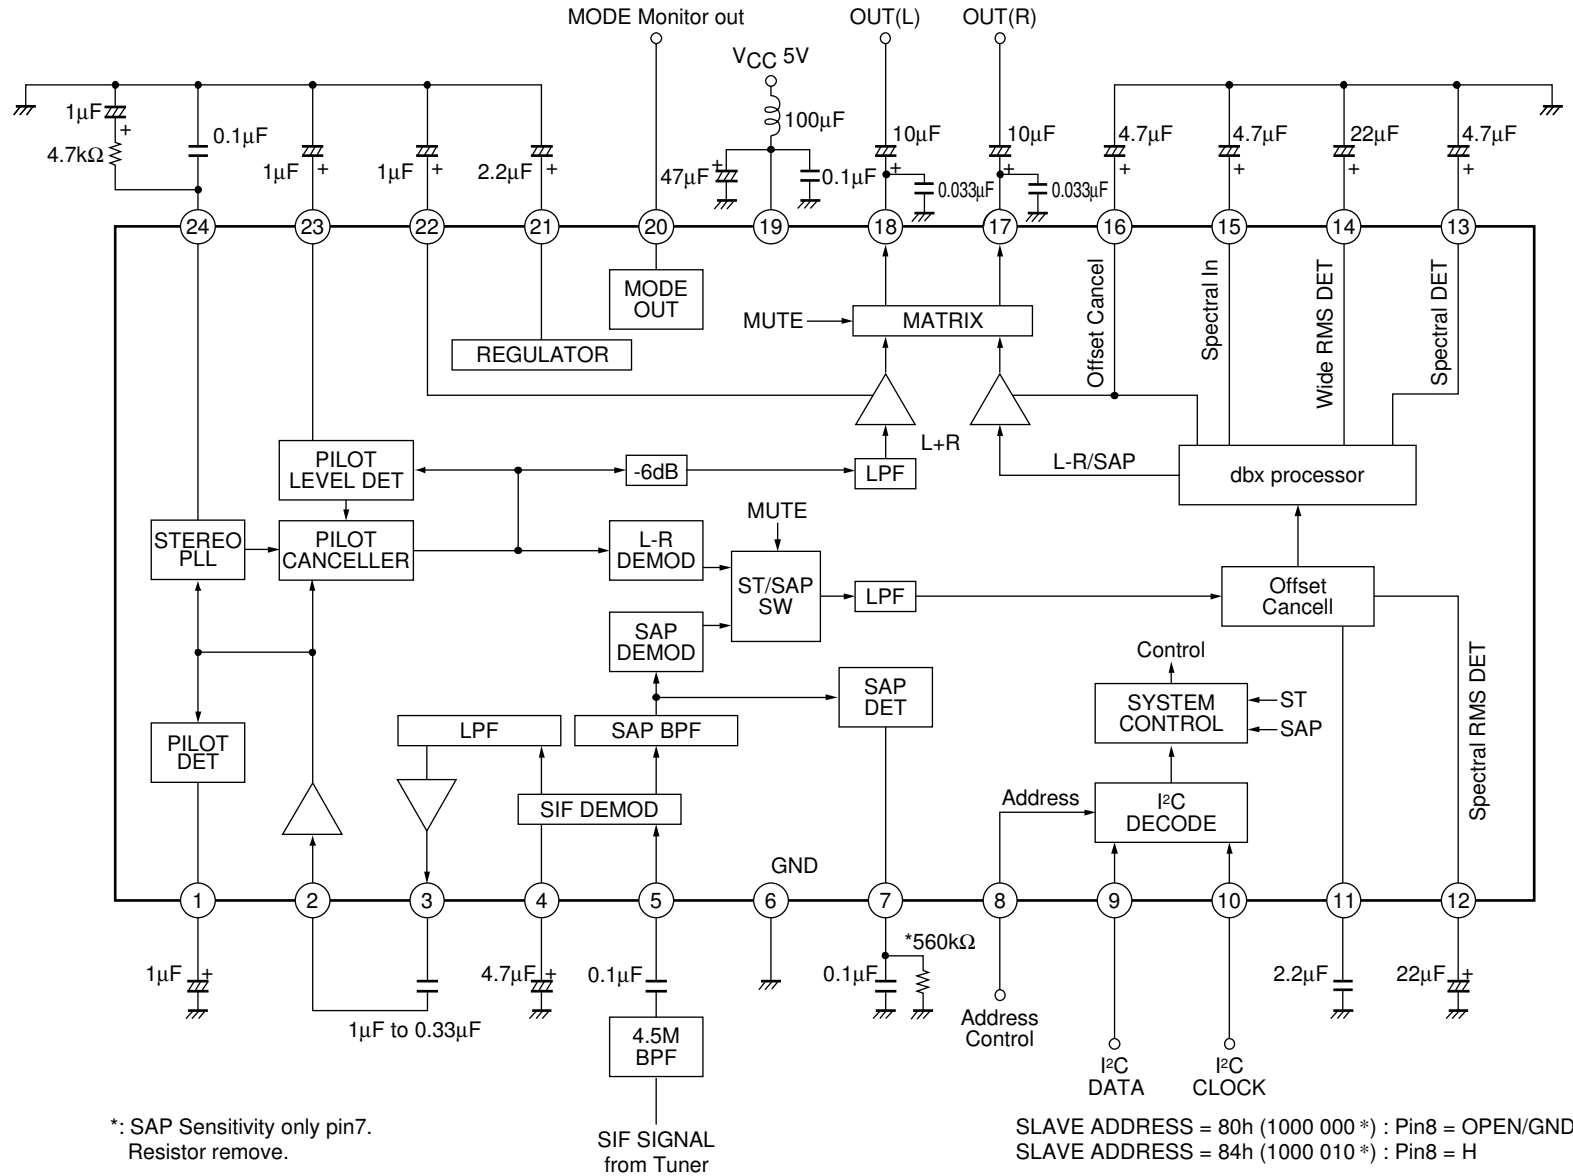 MODE Monitor out
OUT(L)
OUT(R)
VCC 5V
1µF
+
4.7kΩ
0.1µF
1µF
+
1µF
+
2.2µF
+
100µF
47µF
+
0.1µF
10µF
+
0.033µF
10µF
+
0.033µF
4.7µF
+
4.7µF
+
22µF
+
4.7µF
+
24
23
22
21
20
19
18
17
16
15
14
13
MODE
OUT
REGULATOR
MUTE
MATRIX
Offset Cancel
Spectral In
Wide RMS DET
Spectral DET
PILOT
LEVEL DET
-6dB
LPF
L+R
L-R/SAP
dbx processor
STEREO
PLL
PILOT
CANCELLER
L-R
DEMOD
MUTE
ST/SAP
SW
LPF
Offset
Cancell
SAP
DEMOD
SAP
DET
Control
SYSTEM
CONTROL
ST
SAP
Spectral RMS DET
PILOT
DET
LPF
SAP BPF
SIF DEMOD
Address
I²C
DECODE
GND
1
2
3
4
5
6
7
8
9
10
11
12
1µF
+
1µF to 0.33µF
4.7µF
+
0.1µF
0.1µF
*560kΩ
2.2µF
22µF
+
4.5M
BPF
Address
Control
I²C
DATA
I²C
CLOCK
*: SAP Sensitivity only pin7.
Resistor remove.
SIF SIGNAL
from Tuner
SLAVE ADDRESS = 80h (1000 000 *) : Pin8 = OPEN/GND
SLAVE ADDRESS = 84h (1000 010 *) : Pin8 = H